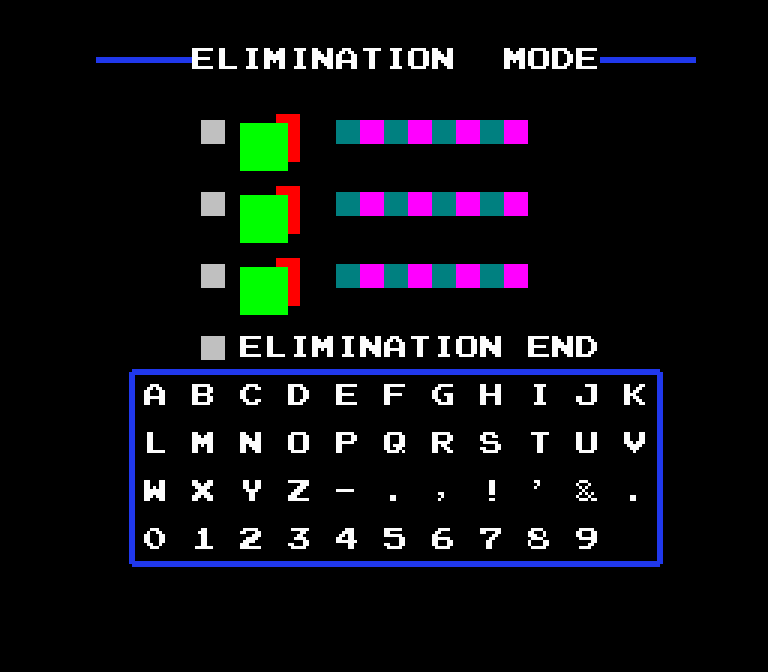 ELIMINATION MODE
ELIMINATION END
A B C D E F G H I J K
L M N O P Q R S T U V
W X Y Z - . , ! ' & .
0 1 2 3 4 5 6 7 8 9